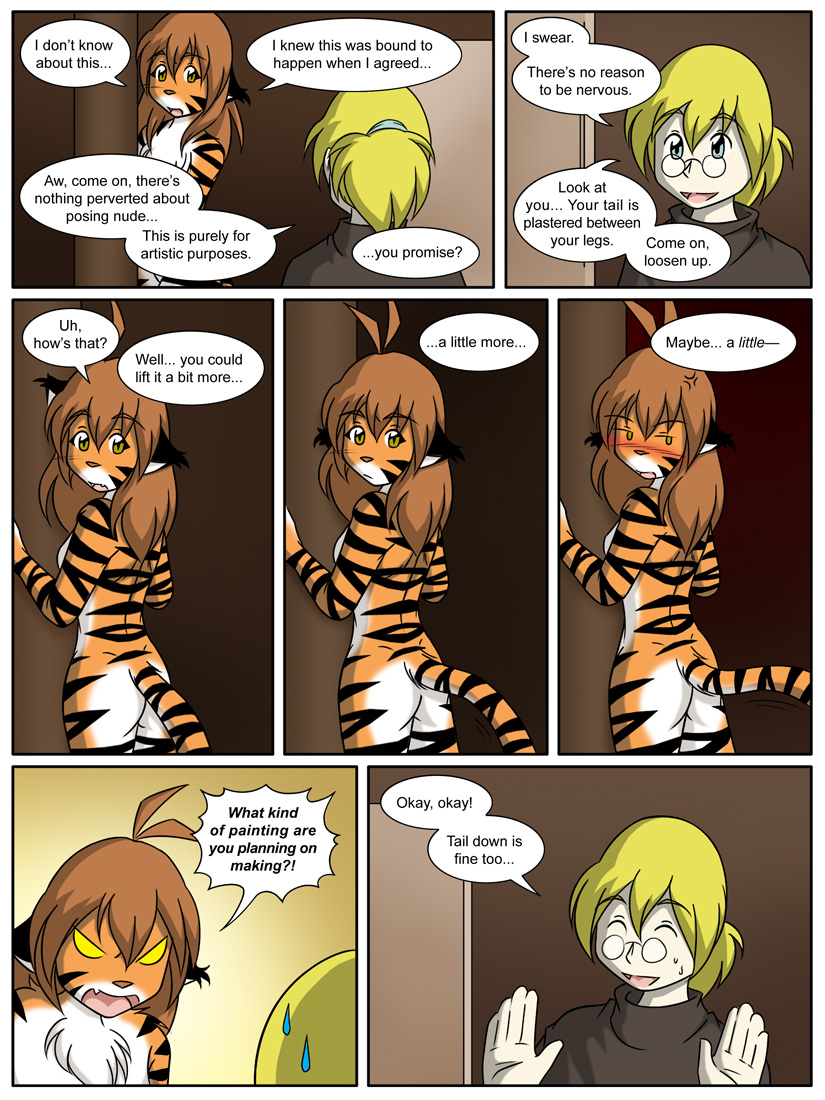 I don't know
about this...
I knew this was bound to
happen when I agreed...
Aw, come on, there's
nothing perverted about
posing nude...
This is purely for
artistic purposes.
...you promise?
I swear.
There's no reason
to be nervous.
Look at
you... Your tail is
plastered between
your legs.
Come on,
loosen up.
Uh,
how's that?
Well... you could
lift it a bit more...
...a little more...
Maybe... a little—
What kind
of painting are
you planning on
making?!
Okay, okay!
Tail down is
fine too...